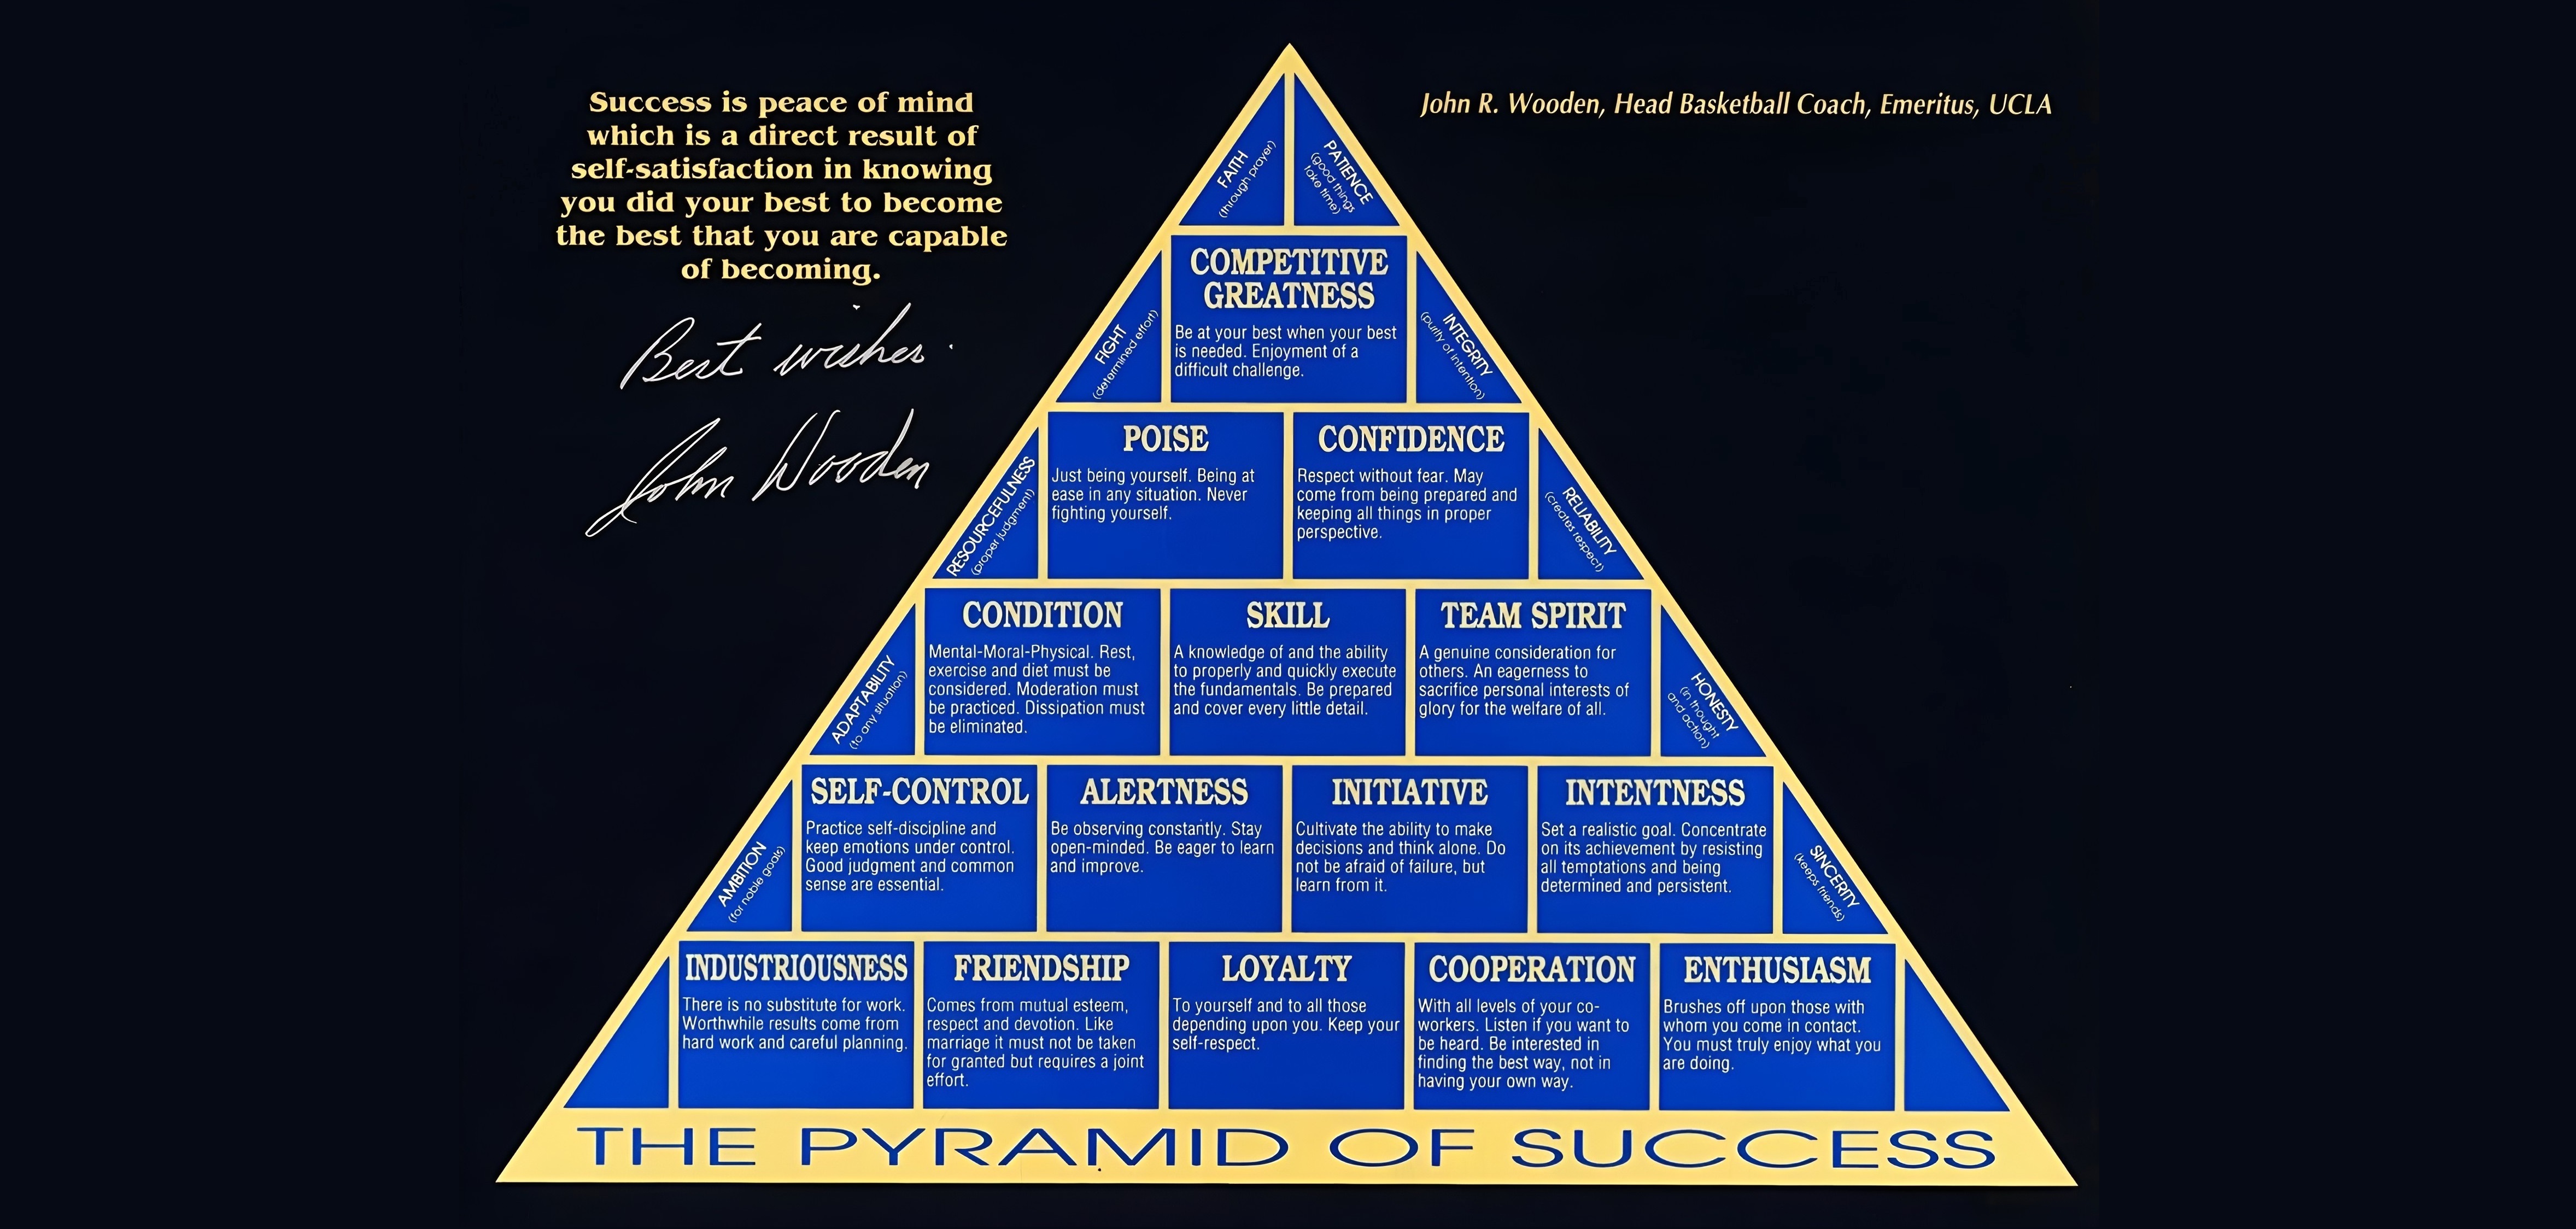 Success is peace of mind
which is a direct result of
self-satisfaction in knowing
you did your best to become
the best that you are capable
of becoming.
Best wishes
John Wooden
John R. Wooden, Head Basketball Coach, Emeritus, UCLA
FAITH
(through prayer)
PATIENCE
(good things
take time)
FIGHT
(determined effort)
COMPETITIVE
GREATNESS
Be at your best when your best
is needed. Enjoyment of a
difficult challenge.
INTEGRITY
(purity of intention)
RESOURCEFULNESS
(proper judgment)
POISE
Just being yourself. Being at
ease in any situation. Never
fighting yourself.
CONFIDENCE
Respect without fear. May
come from being prepared and
keeping all things in proper
perspective.
RELIABILITY
(creates respect)
ADAPTABILITY
(to any situation)
CONDITION
Mental-Moral-Physical. Rest,
exercise and diet must be
considered. Moderation must
be practiced. Dissipation must
be eliminated.
SKILL
A knowledge of and the ability
to properly and quickly execute
the fundamentals. Be prepared
and cover every little detail.
TEAM SPIRIT
A genuine consideration for
others. An eagerness to
sacrifice personal interests of
glory for the welfare of all.
HONESTY
(in thought
and action)
AMBITION
(for noble goals)
SELF-CONTROL
Practice self-discipline and
keep emotions under control.
Good judgment and common
sense are essential.
ALERTNESS
Be observing constantly. Stay
open-minded. Be eager to learn
and improve.
INITIATIVE
Cultivate the ability to make
decisions and think alone. Do
not be afraid of failure, but
learn from it.
INTENTNESS
Set a realistic goal. Concentrate
on its achievement by resisting
all temptations and being
determined and persistent.
SINCERITY
(keeps friends)
INDUSTRIOUSNESS
There is no substitute for work.
Worthwhile results come from
hard work and careful planning.
FRIENDSHIP
Comes from mutual esteem,
respect and devotion. Like
marriage it must not be taken
for granted but requires a joint
effort.
LOYALTY
To yourself and to all those
depending upon you. Keep your
self-respect.
COOPERATION
With all levels of your co-
workers. Listen if you want to
be heard. Be interested in
finding the best way, not in
having your own way.
ENTHUSIASM
Brushes off upon those with
whom you come in contact.
You must truly enjoy what you
are doing.
THE PYRAMID OF SUCCESS